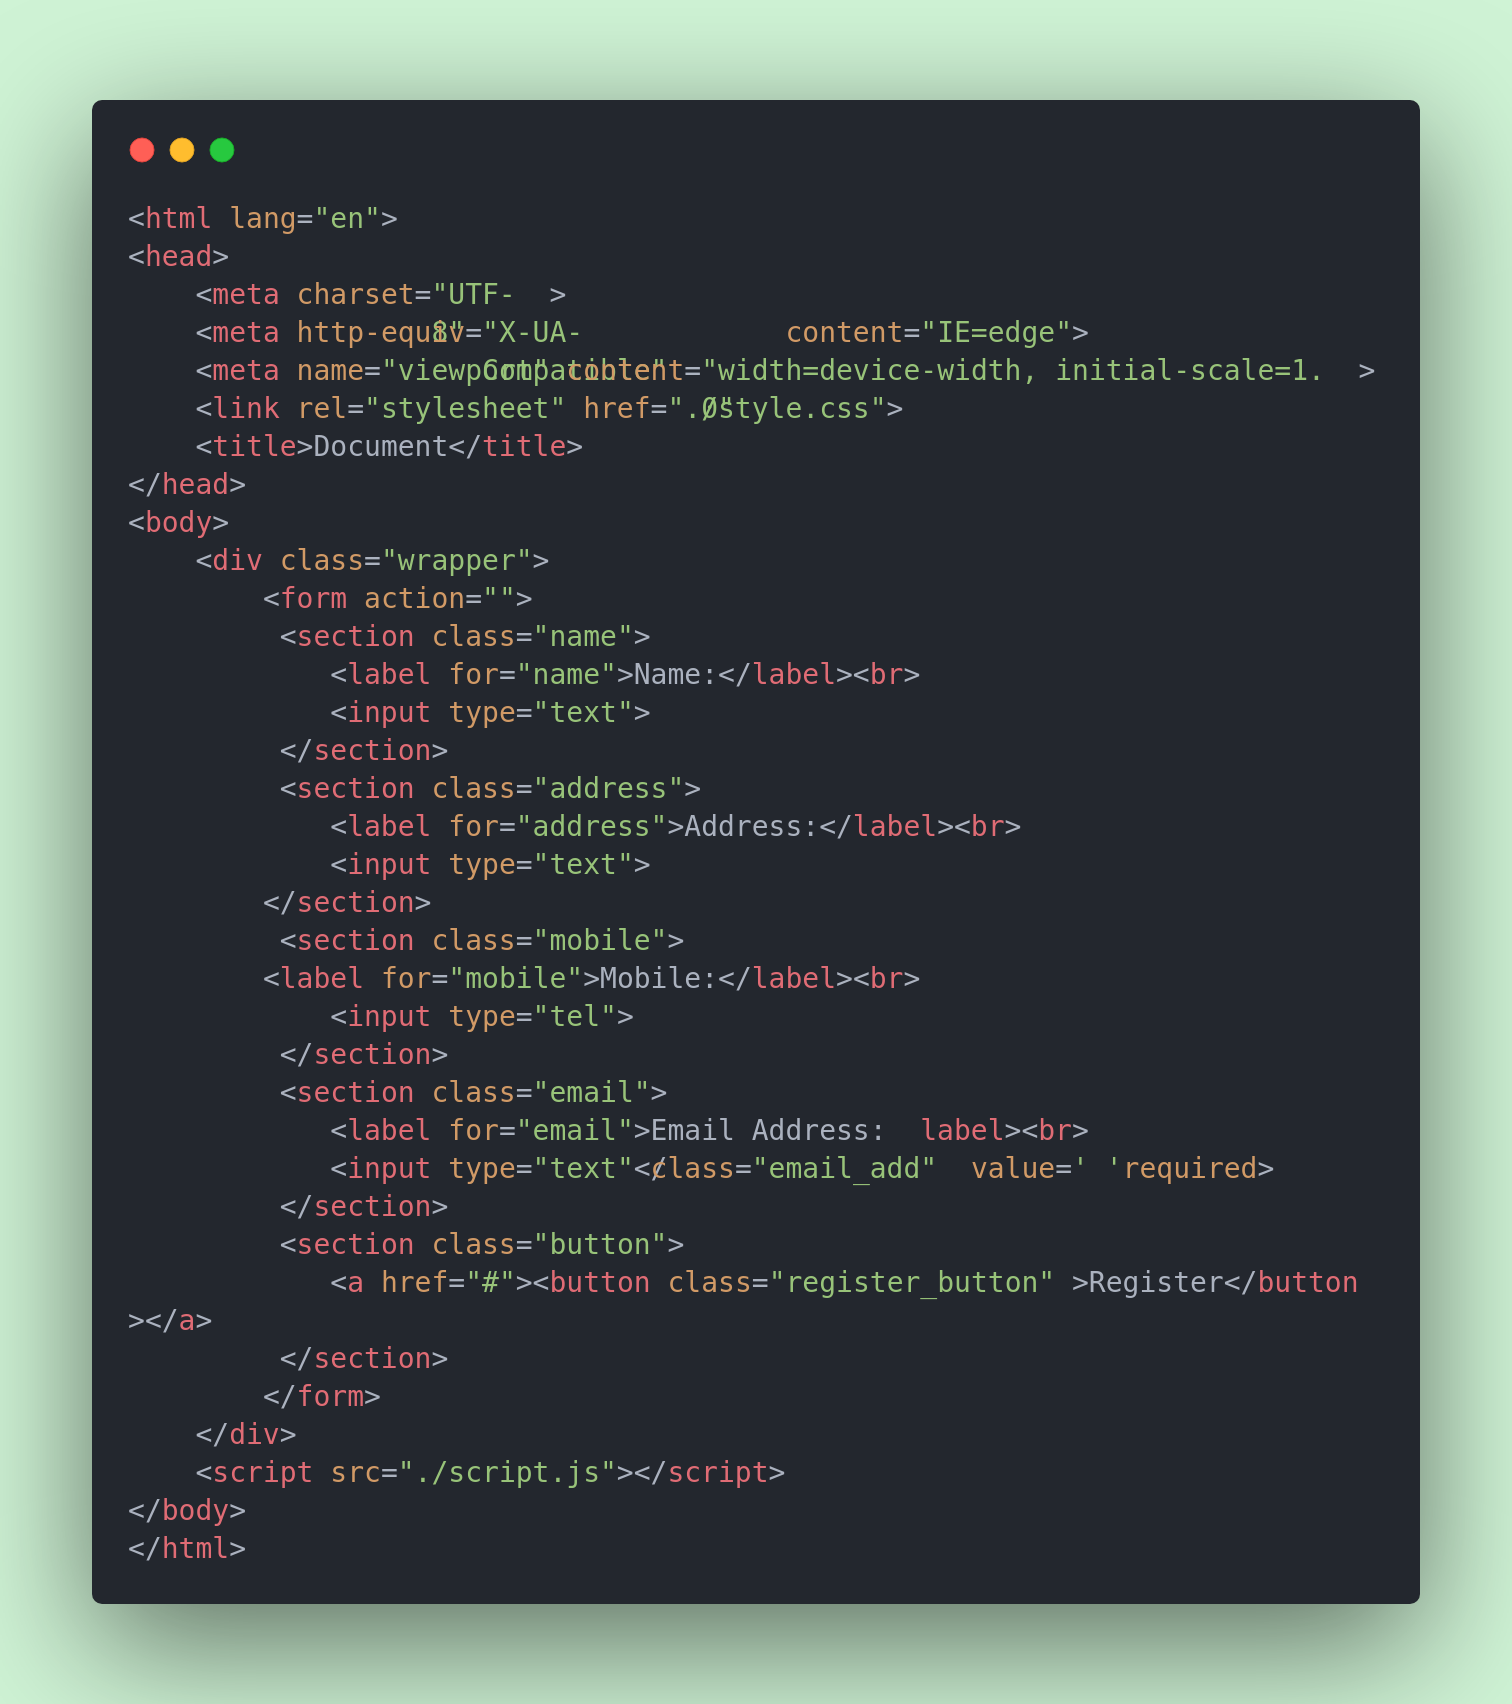 <html lang="en">
<head>
    <meta charset="UTF-8">
    <meta http-equiv="X-UA-Compatible" content="IE=edge">
    <meta name="viewport" content="width=device-width, initial-scale=1.0">
    <link rel="stylesheet" href="./style.css">
    <title>Document</title>
</head>
<body>
    <div class="wrapper">
        <form action="">
         <section class="name">
            <label for="name">Name:</label><br>
            <input type="text">
         </section>
         <section class="address">
            <label for="address">Address:</label><br>
            <input type="text">
        </section>
         <section class="mobile">
        <label for="mobile">Mobile:</label><br>
            <input type="tel">
         </section>
         <section class="email">
            <label for="email">Email Address:</label><br>
            <input type="text" class="email_add"  value=' 'required>
         </section>
         <section class="button">
            <a href="#"><button class="register_button" >Register</button
></a>
         </section>
        </form>
    </div>
    <script src="./script.js"></script>
</body>
</html>